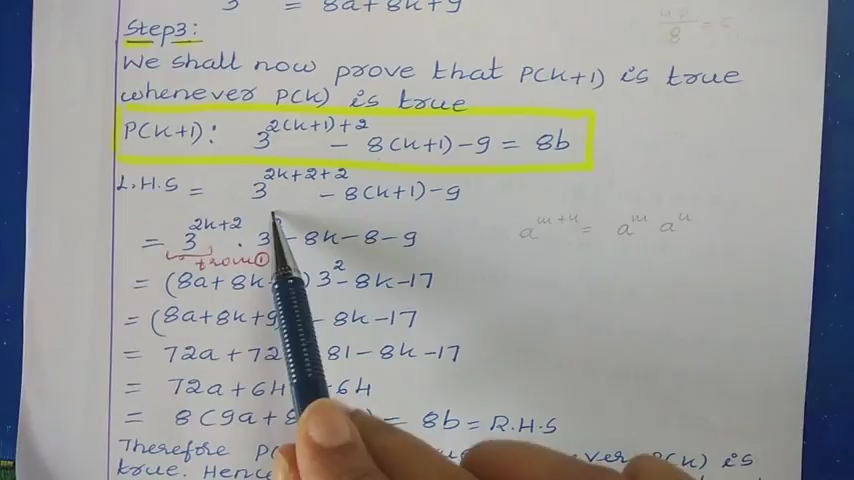 3 = 8a+8k+9
Step3:
We shall now prove that P(k+1) is true
whenever P(k) is true
P(k+1): 3^{2(k+1)+2} - 8(k+1)-9 = 8b
L.H.S = 3^{2k+2+2} - 8(k+1)-9
= 3^{2k+2} . 3 - 8k-8-9
a^{m+n} = a^m a^n
from ①
= (8a+8k ) 3^2 - 8k-17
= (8a+8k+9 - 8k-17
= 72a+72 81-8k-17
= 72a+64 64
= 8(9a+8 ) = 8b = R.H.S
Therefore P( is
true. Hence